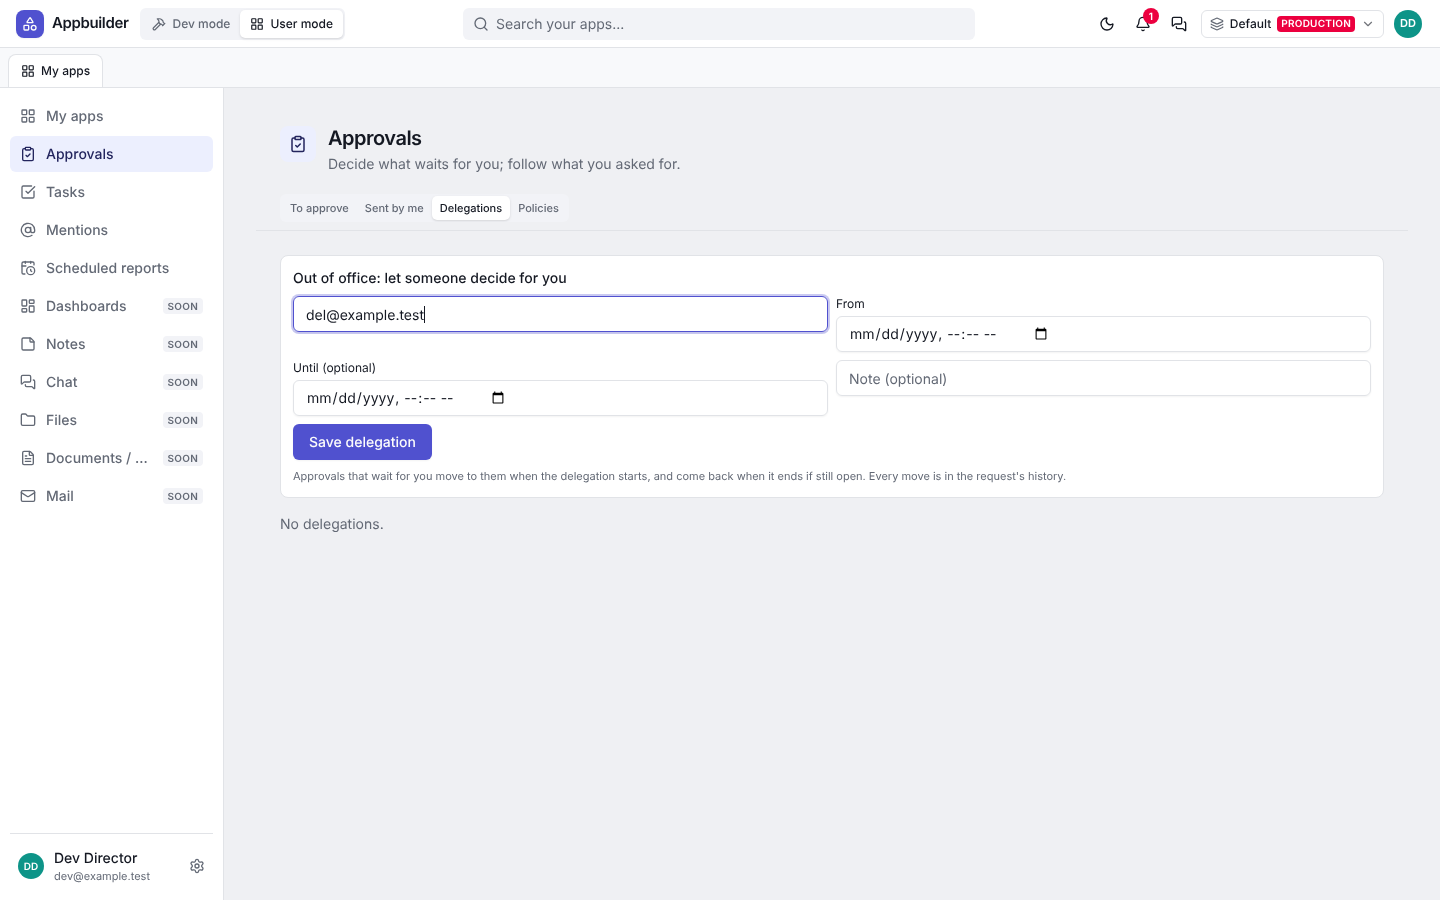 Appbuilder
Dev mode
User mode
Search your apps...
1
Default
PRODUCTION
DD
My apps
My apps
Approvals
Tasks
Mentions
Scheduled reports
Dashboards SOON
Notes SOON
Chat SOON
Files SOON
Documents / ... SOON
Mail SOON
Approvals
Decide what waits for you; follow what you asked for.
To approve
Sent by me
Delegations
Policies
Out of office: let someone decide for you
del@example.test
From
mm/dd/yyyy, --:-- --
Until (optional)
mm/dd/yyyy, --:-- --
Note (optional)
Save delegation
Approvals that wait for you move to them when the delegation starts, and come back when it ends if still open. Every move is in the request's history.
No delegations.
DD
Dev Director
dev@example.test